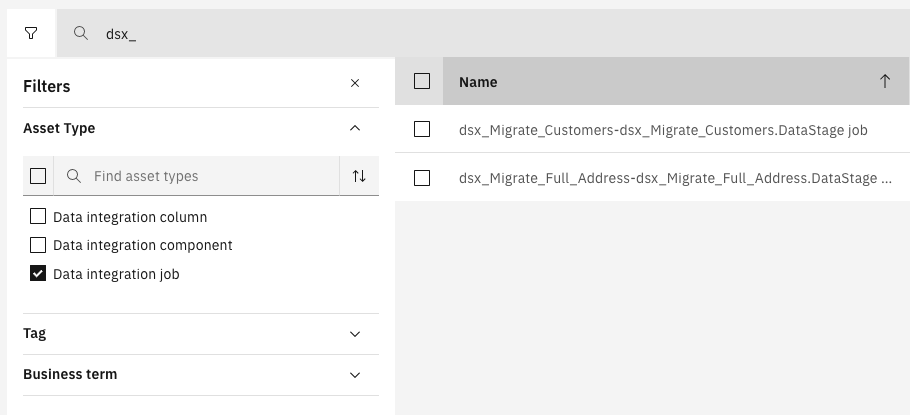 dsx_
Filters
Asset Type
Find asset types
Data integration column
Data integration component
Data integration job
Tag
Business term
Name
dsx_Migrate_Customers-dsx_Migrate_Customers.DataStage job
dsx_Migrate_Full_Address-dsx_Migrate_Full_Address.DataStage ...